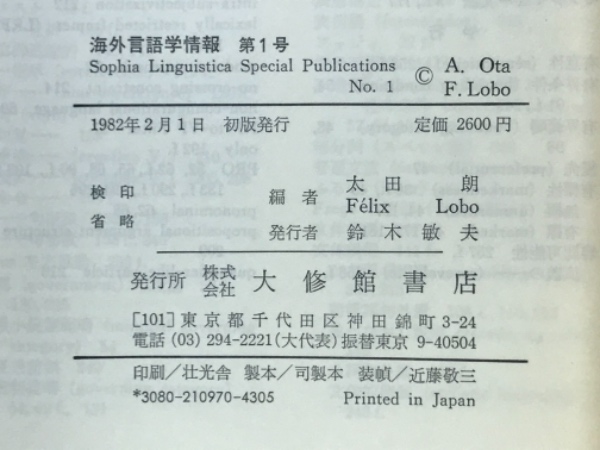 海外言語学情報 第1号
Sophia Linguistica Special Publications
No. 1
© A. Ota
F. Lobo
1982年2月1日 初版発行 定価 2600円
検印
省略
編者 太田 朗
Félix Lobo
発行者 鈴木敏夫
発行所 株式会社 大修館書店
[101]東京都千代田区神田錦町3-24
電話(03)294-2221(大代表)振替東京 9-40504
印刷/壮光舎 製本/司製本 装幀/近藤敬三
*3080-210970-4305 Printed in Japan